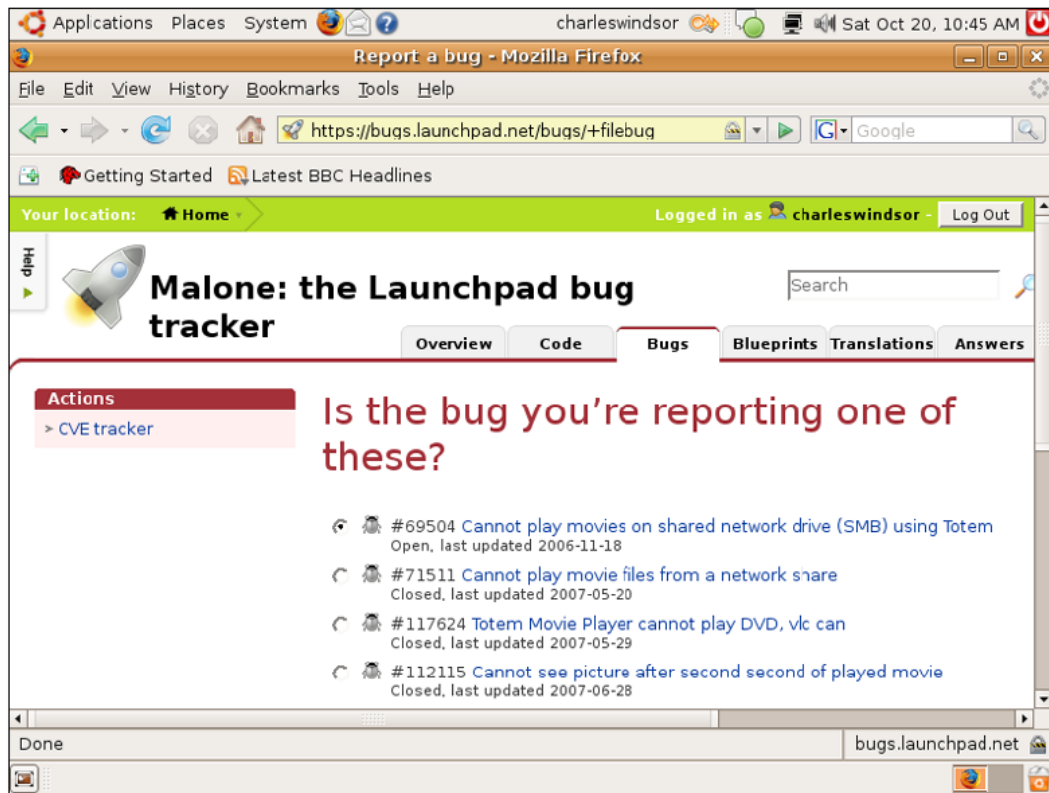 Applications Places System charleswindsor Sat Oct 20, 10:45 AM
Report a bug - Mozilla Firefox
File Edit View History Bookmarks Tools Help
https://bugs.launchpad.net/bugs/+filebug G Google
Getting Started Latest BBC Headlines
Your location: Home Logged in as charleswindsor - Log Out
Help
Malone: the Launchpad bug
tracker
Search
Overview Code Bugs Blueprints Translations Answers
Actions
> CVE tracker
Is the bug you're reporting one of
these?
#69504 Cannot play movies on shared network drive (SMB) using Totem
Open, last updated 2006-11-18
#71511 Cannot play movie files from a network share
Closed, last updated 2007-05-20
#117624 Totem Movie Player cannot play DVD, vlc can
Closed, last updated 2007-05-29
#112115 Cannot see picture after second second of played movie
Closed, last updated 2007-06-28
Done bugs.launchpad.net